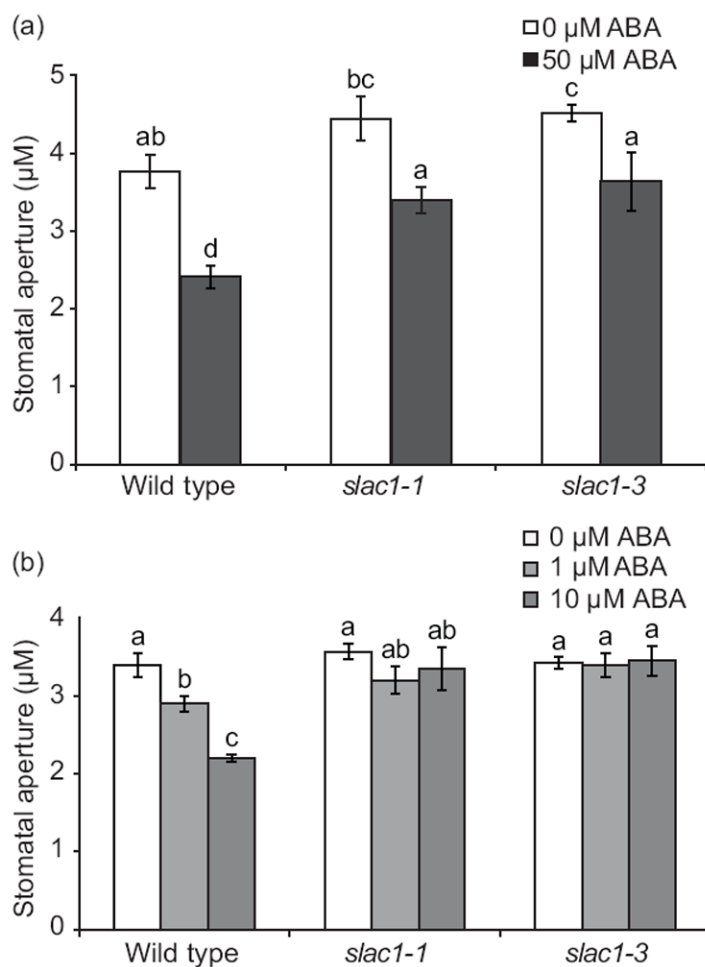 (a)
0 µM ABA
50 µM ABA
Stomatal aperture (µM)
5
4
3
2
1
0
ab
d
bc
a
c
a
Wild type slac1-1 slac1-3
(b)
0 µM ABA
1 µM ABA
10 µM ABA
Stomatal aperture (µM)
4
3
2
1
0
a
b
c
a
ab
ab
a
a
a
Wild type slac1-1 slac1-3